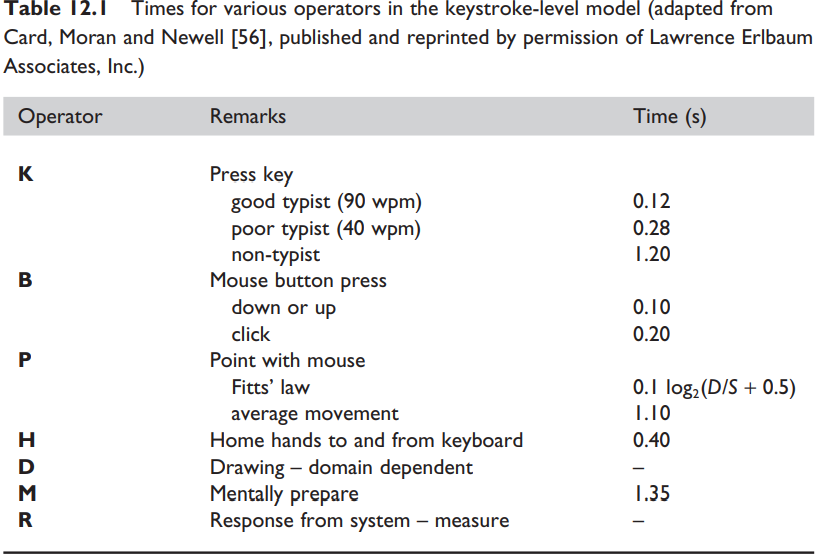 Table 12.1 Times for various operators in the keystroke-level model (adapted from
Card, Moran and Newell [56], published and reprinted by permission of Lawrence Erlbaum
Associates, Inc.)
Operator Remarks Time (s)
K Press key
good typist (90 wpm) 0.12
poor typist (40 wpm) 0.28
non-typist 1.20
B Mouse button press
down or up 0.10
click 0.20
P Point with mouse
Fitts’ law 0.1 log₂(D/S + 0.5)
average movement 1.10
H Home hands to and from keyboard 0.40
D Drawing – domain dependent –
M Mentally prepare 1.35
R Response from system – measure –